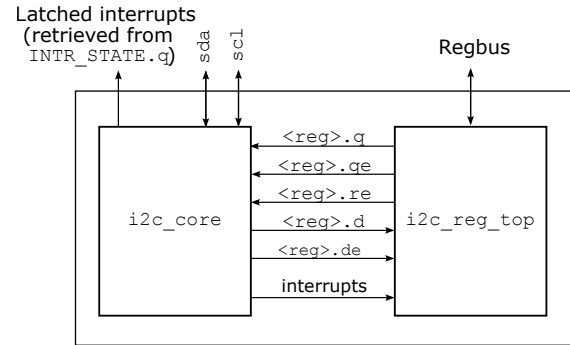 Latched interrupts
(retrieved from
INTR_STATE.q)
sda
scl
Regbus
<reg>.q
<reg>.qe
<reg>.re
<reg>.d
<reg>.de
interrupts
i2c_core
i2c_reg_top